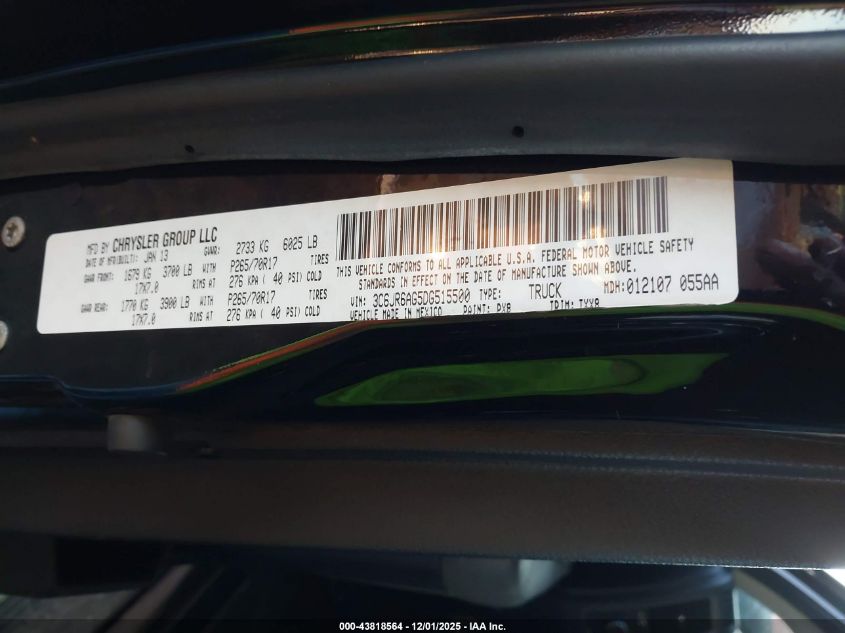 MFD BY CHRYSLER GROUP LLC
DATE OF MFR(BUILT): JAN 13 GVWR: 2733 KG 6025 LB
GAWR FRONT: 1679 KG 3700 LB WITH P265/70R17 TIRES
17X7.0 RIMS AT 276 KPA ( 40 PSI) COLD
GAWR REAR: 1770 KG 3900 LB WITH P265/70R17 TIRES
17X7.0 RIMS AT 276 KPA ( 40 PSI) COLD
THIS VEHICLE CONFORMS TO ALL APPLICABLE U.S.A. FEDERAL MOTOR VEHICLE SAFETY
STANDARDS IN EFFECT ON THE DATE OF MANUFACTURE SHOWN ABOVE.
VIN: 3C6JR6AG5DG515500 TYPE: TRUCK MDH: 012107 055AA
VEHICLE MADE IN MEXICO PAINT: PX8 TRIM: TXX8
000-43818564 - 12/01/2025 - IAA Inc.